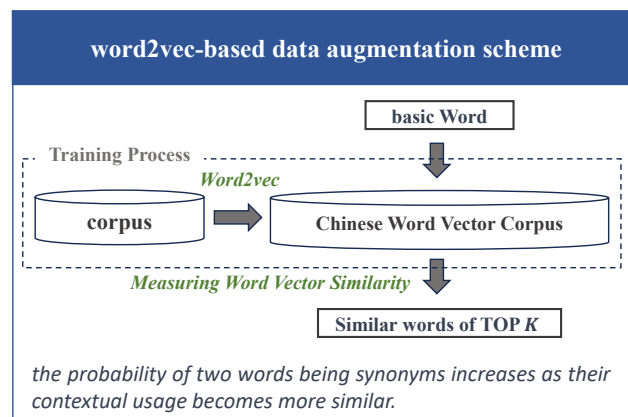 word2vec-based data augmentation scheme
basic Word
Training Process
Word2vec
corpus
Chinese Word Vector Corpus
Measuring Word Vector Similarity
Similar words of TOP K
the probability of two words being synonyms increases as their
contextual usage becomes more similar.